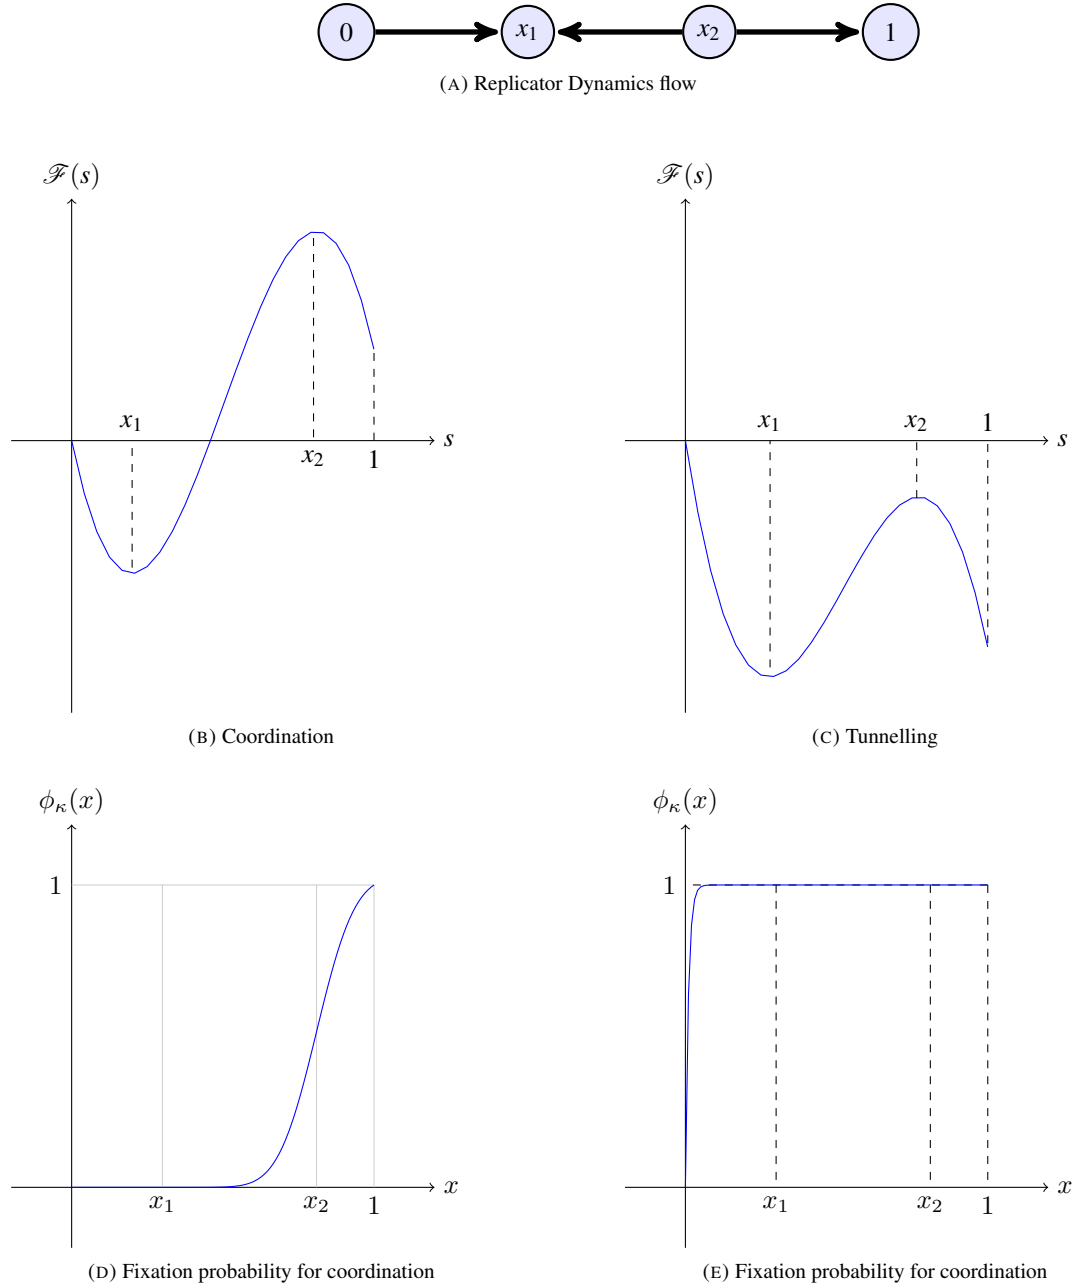 0 x₁ x₂ 1
(A) Replicator Dynamics flow
ℱ(s) ℱ(s)
x₁ x₁ x₂ 1
s s
x₂ 1
(B) Coordination (C) Tunnelling
ϕκ(x) ϕκ(x)
1 1
x x
x₁ x₂ 1 x₁ x₂ 1
(D) Fixation probability for coordination (E) Fixation probability for coordination